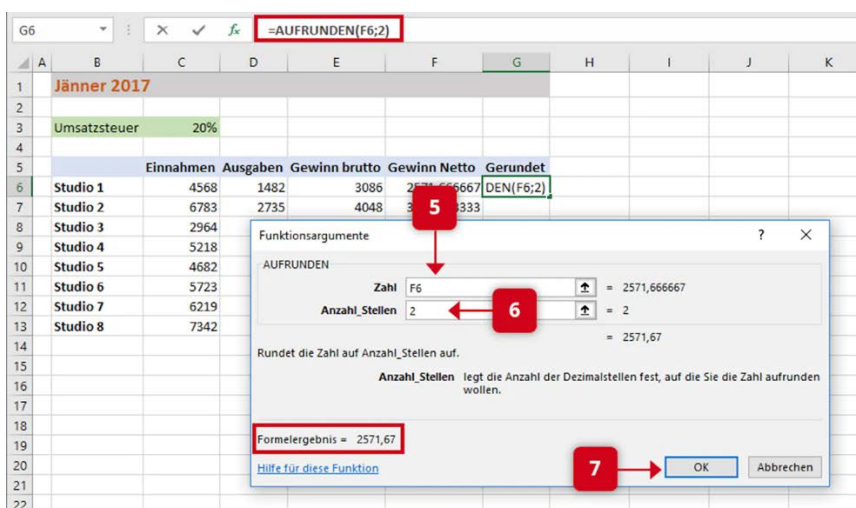 G6 fx =AUFRUNDEN(F6;2)
A B C D E F G H I J K
1 Jänner 2017
2
3 Umsatzsteuer 20%
4
5 Einnahmen Ausgaben Gewinn brutto Gewinn Netto Gerundet
6 Studio 1 4568 1482 3086 DEN(F6;2)
7 Studio 2 6783 2735 4048
5
8 Studio 3 2964
9 Studio 4 5218
10 Studio 5 4682
11 Studio 6 5723
12 Studio 7 6219
13 Studio 8 7342
14
15
16
17
18
19
20
21
22
Funktionsargumente ? ×
AUFRUNDEN
Zahl F6 = 2571,666667
Anzahl_Stellen 2 6 = 2
= 2571,67
Rundet die Zahl auf Anzahl_Stellen auf.
Anzahl_Stellen legt die Anzahl der Dezimalstellen fest, auf die Sie die Zahl aufrunden
wollen.
Formelergebnis = 2571,67
Hilfe für diese Funktion 7 OK Abbrechen